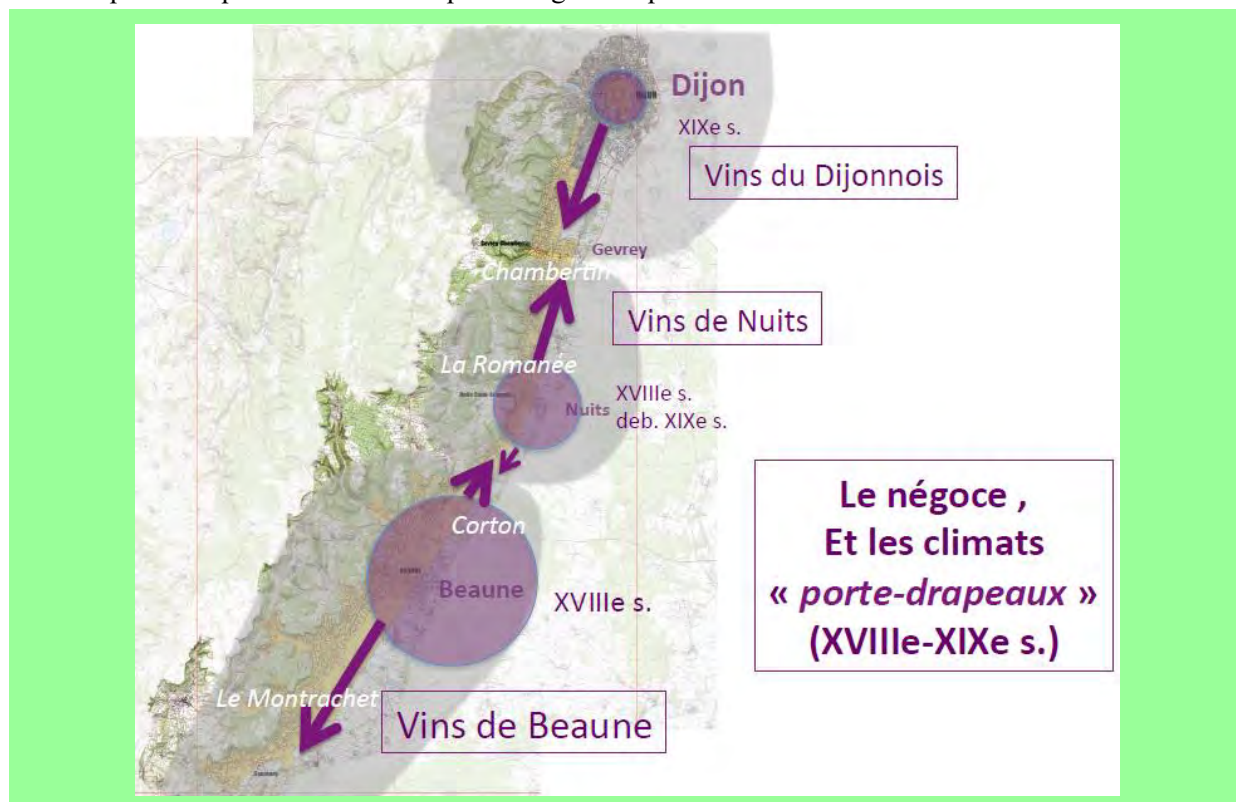 Dijon
XIXe s.
Vins du Dijonnois
Gevrey
Chambertin
Vins de Nuits
La Romanée
Nuits
XVIIIe s.
deb. XIXe s.
Le négoce ,
Et les climats
« porte-drapeaux »
(XVIIIe-XIXe s.)
Corton
Beaune
XVIIIe s.
Le Montrachet
Vins de Beaune